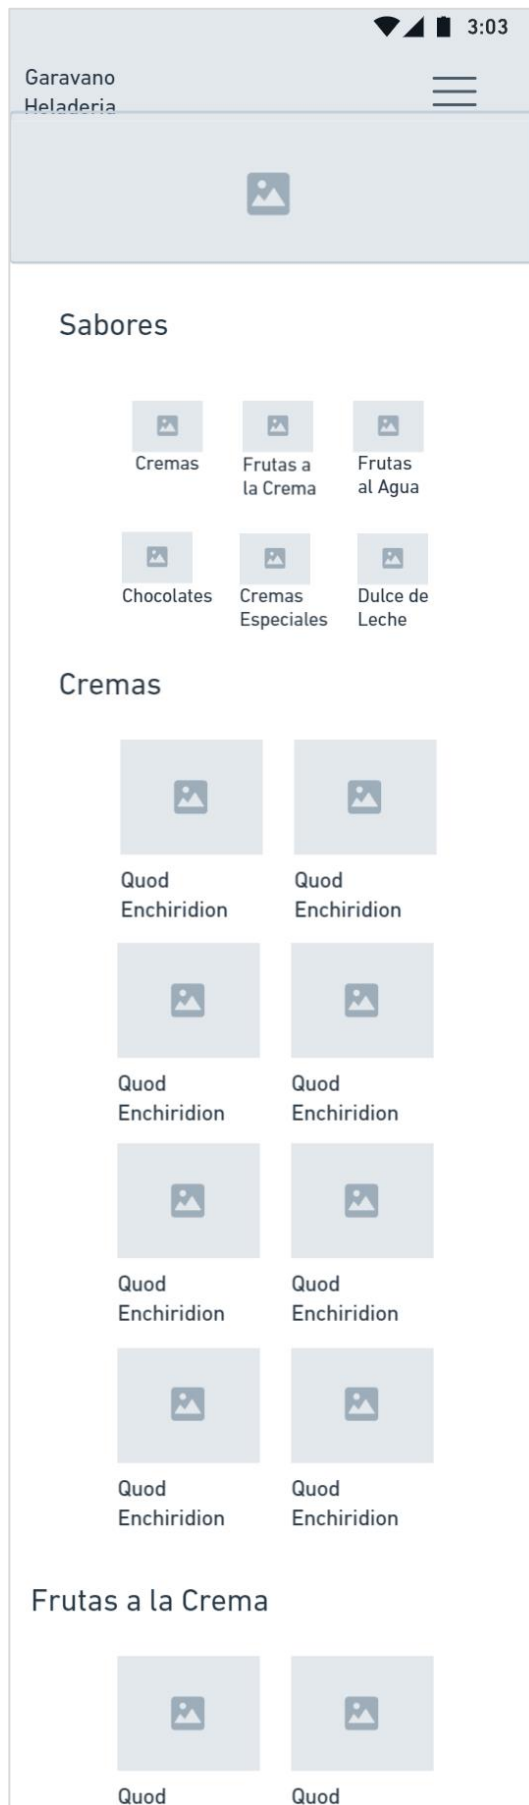 3:03
Garavano
Heladeria
Sabores
Cremas
Frutas a
la Crema
Frutas
al Agua
Chocolates
Cremas
Especiales
Dulce de
Leche
Cremas
Quod
Enchiridion
Quod
Enchiridion
Quod
Enchiridion
Quod
Enchiridion
Quod
Enchiridion
Quod
Enchiridion
Quod
Enchiridion
Quod
Enchiridion
Frutas a la Crema
Quod
Quod